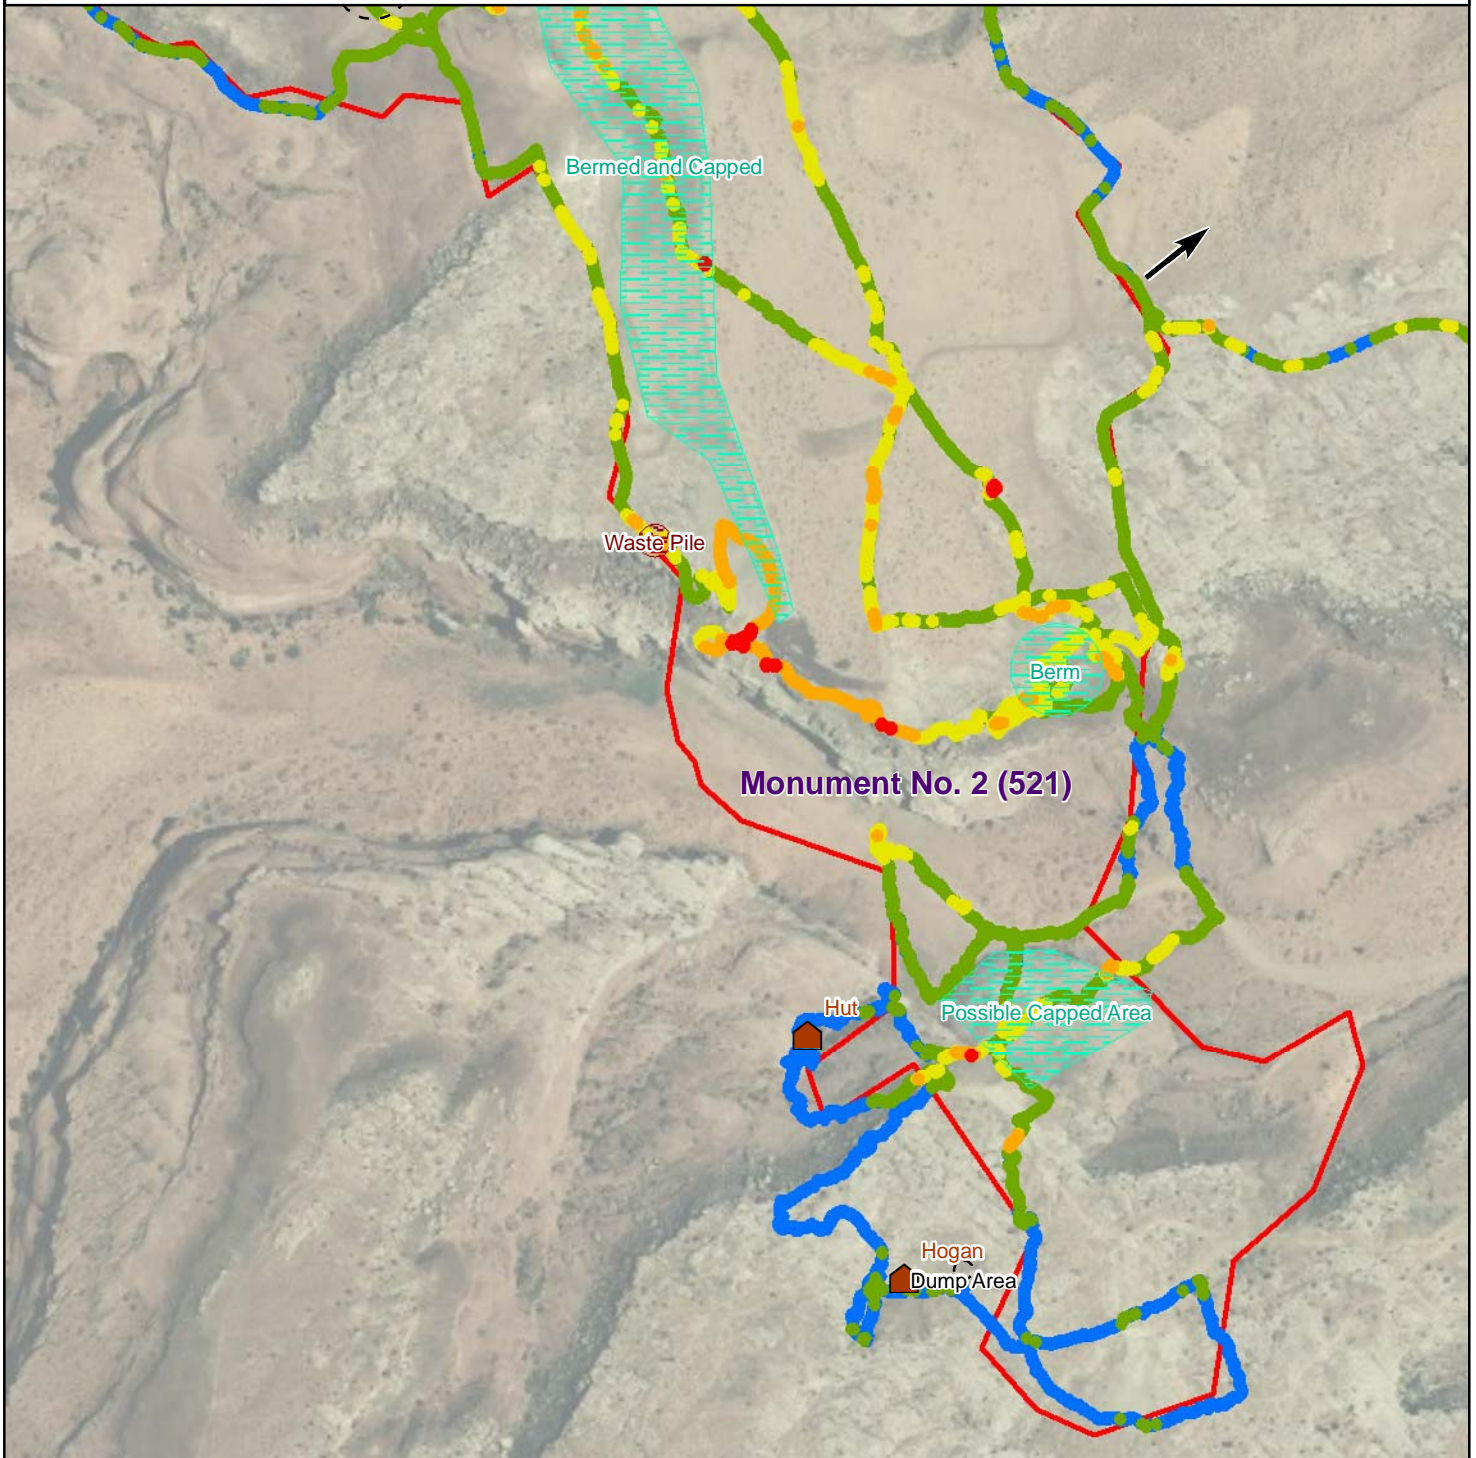 Bermed and Capped
Waste Pile
Berm
Monument No. 2 (521)
Hut
Possible Capped Area
Hogan
Dump Area